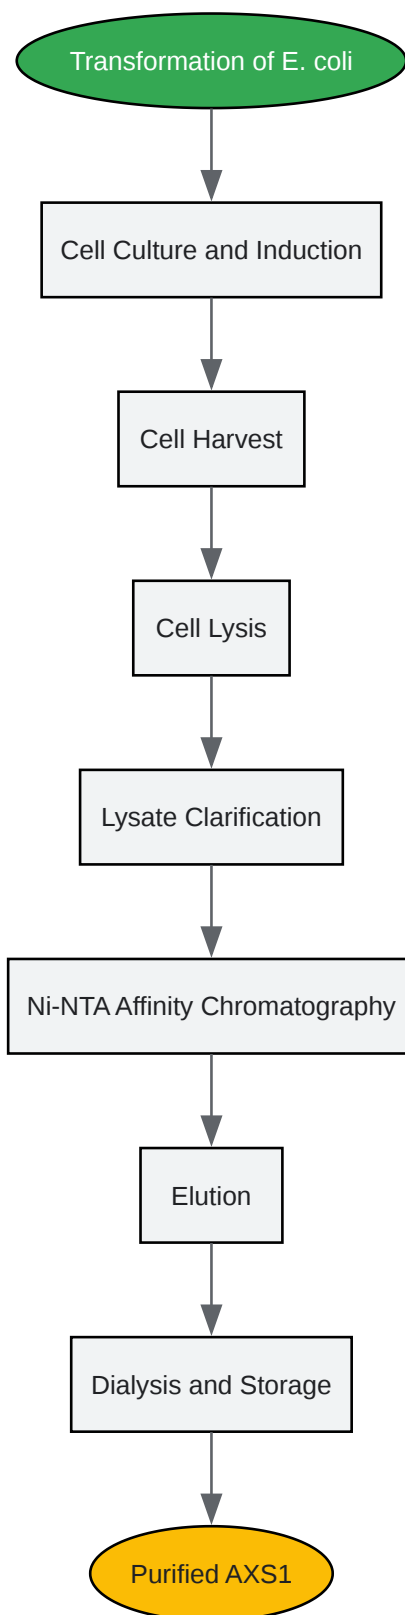 Transformation of E. coli
Cell Culture and Induction
Cell Harvest
Cell Lysis
Lysate Clarification
Ni-NTA Affinity Chromatography
Elution
Dialysis and Storage
Purified AXS1